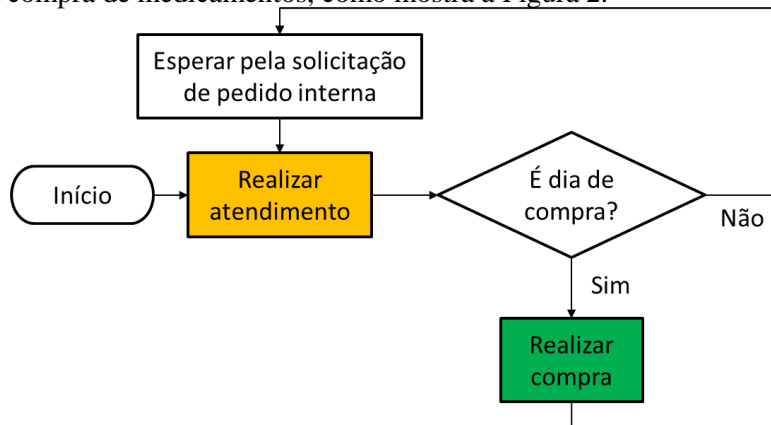 compra de medicamentos, como mostra a Figura 2.
Esperar pela solicitação
de pedido interna
Início
Realizar
atendimento
É dia de
compra?
Não
Sim
Realizar
compra